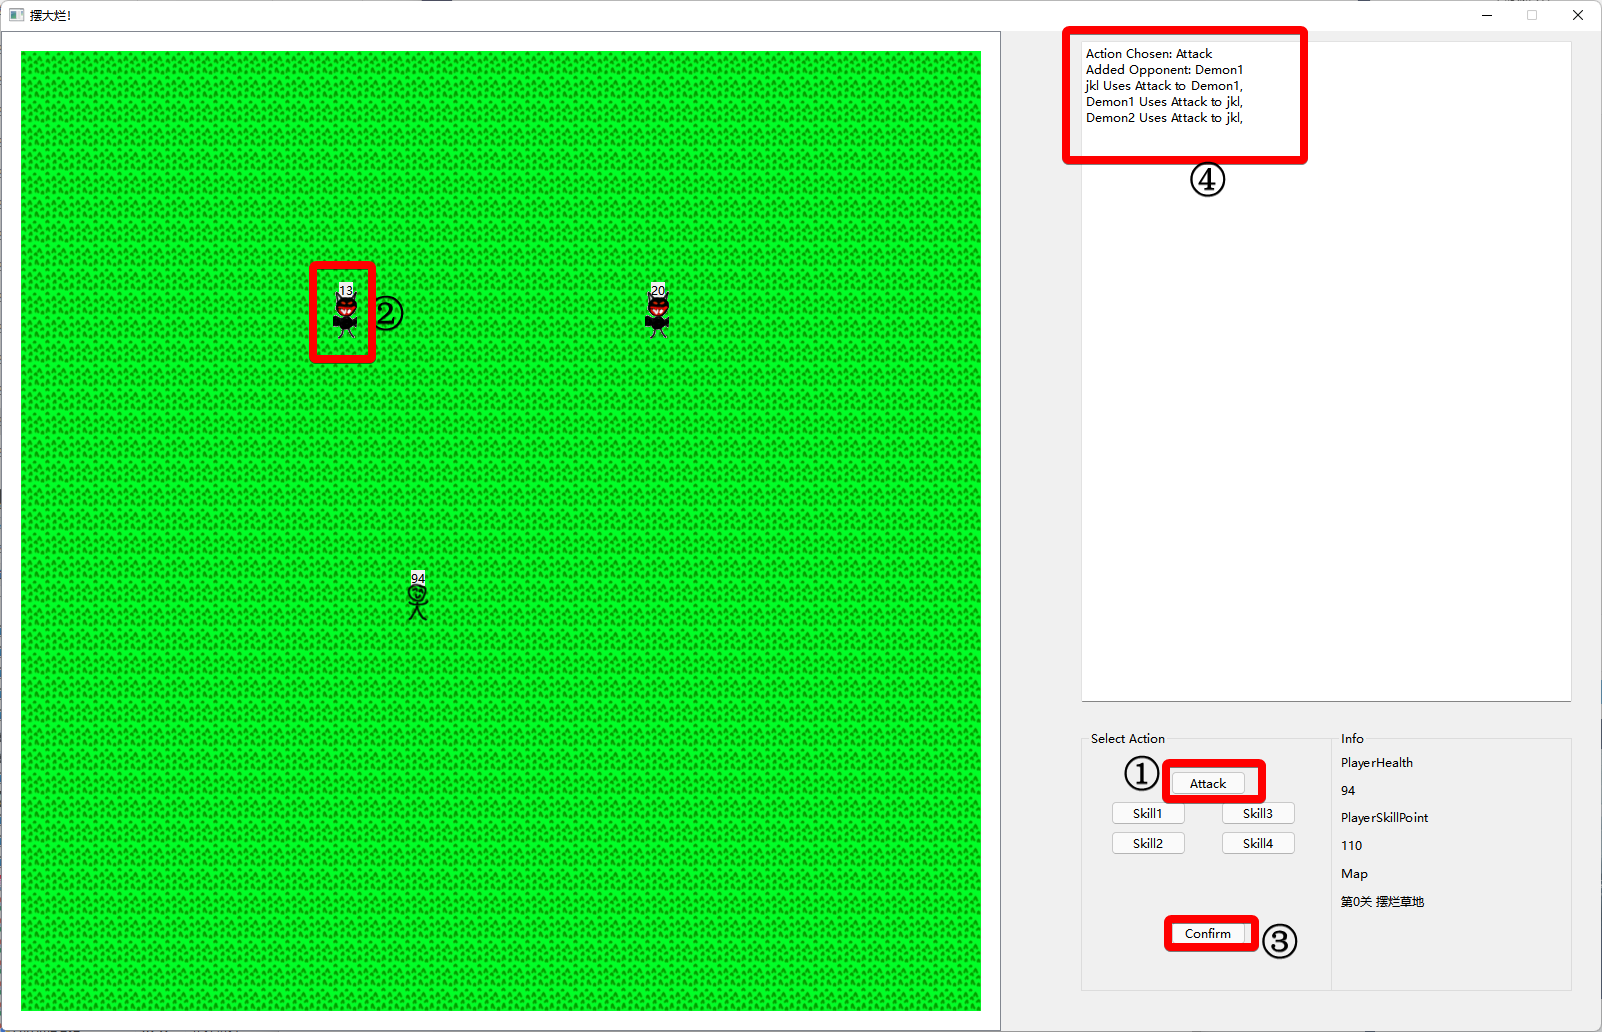 摆大烂!
Action Chosen: Attack
Added Opponent: Demon1
jkl Uses Attack to Demon1,
Demon1 Uses Attack to jkl,
Demon2 Uses Attack to jkl,
④
13
②
20
94
Select Action
①
Attack
Skill1
Skill3
Skill2
Skill4
Confirm
③
Info
PlayerHealth
94
PlayerSkillPoint
110
Map
第0关 摆烂草地